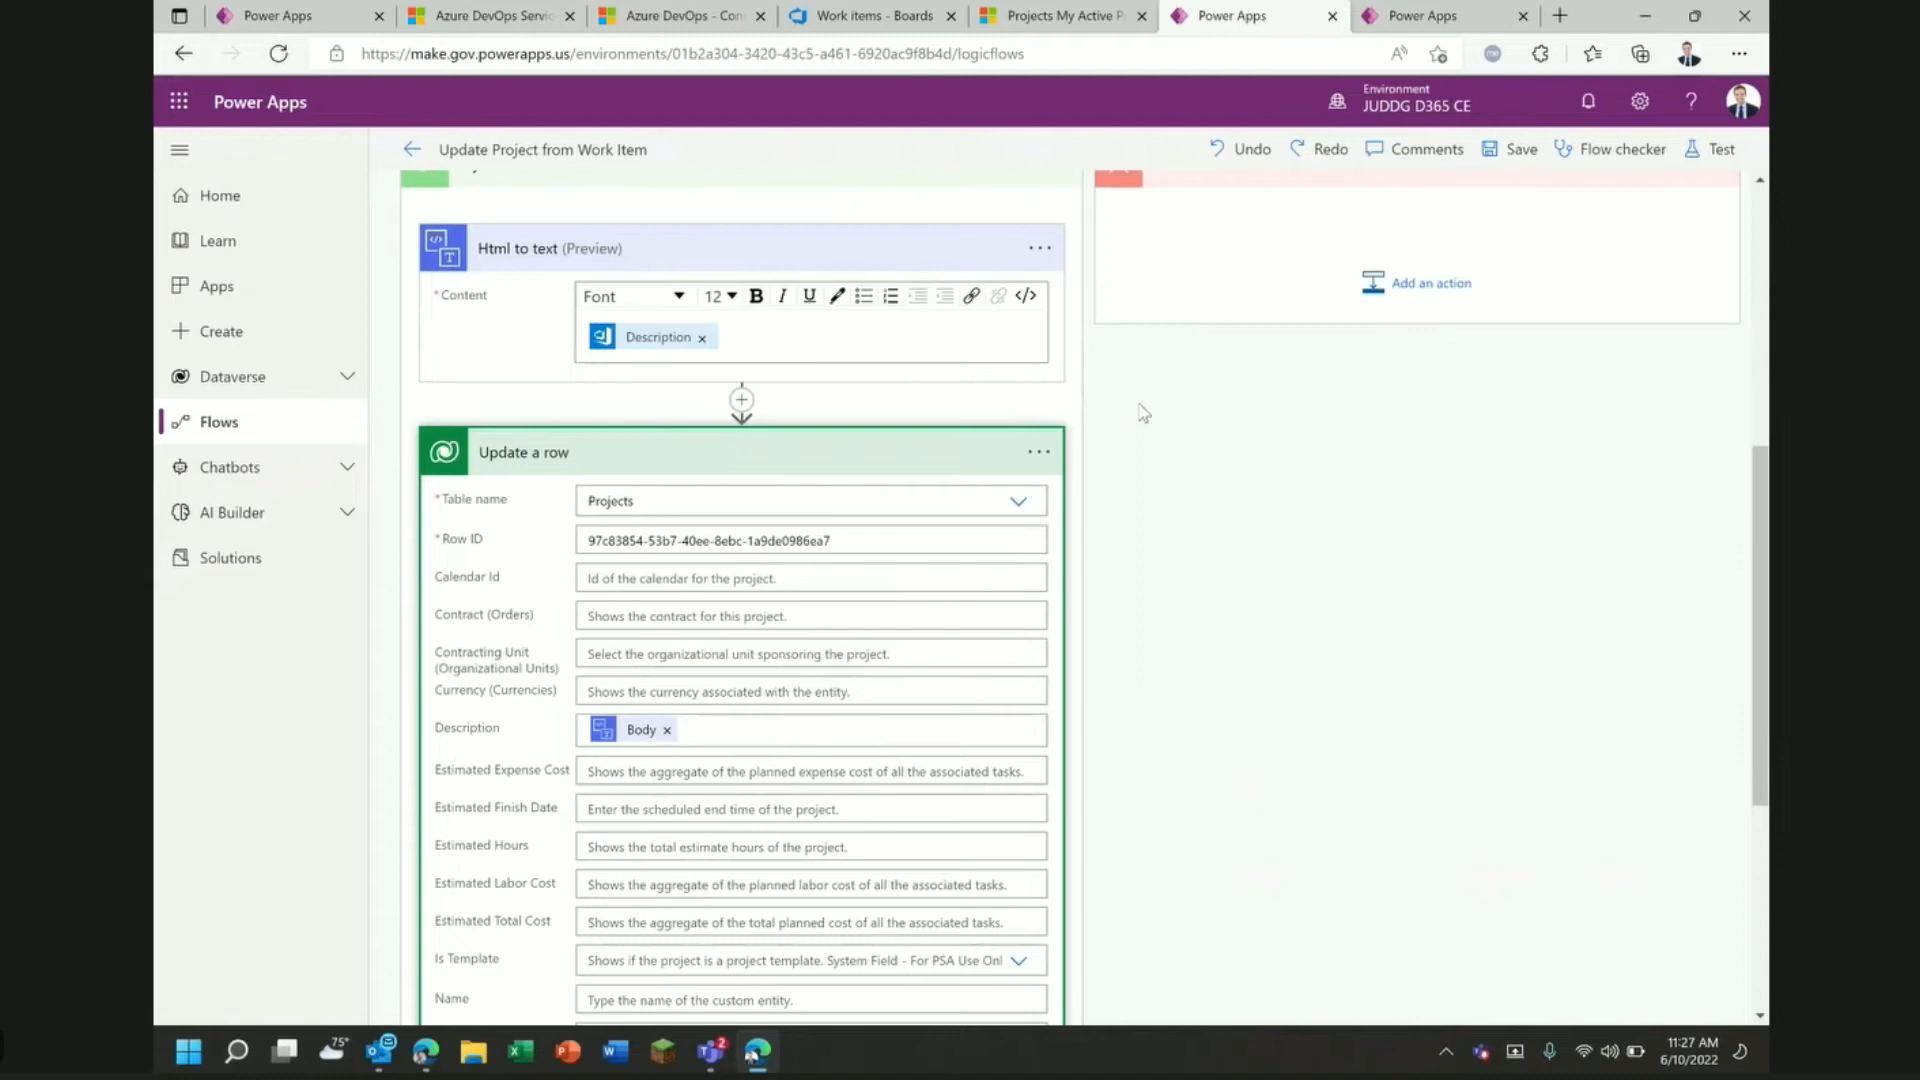 Power Apps
Azure DevOps Servic
Azure DevOps - Con
Work items - Boards
Projects My Active P
Power Apps
Power Apps
https://make.gov.powerapps.us/environments/01b2a304-3420-43c5-a461-6920ac9f8b4d/logicflows
Power Apps
Environment
JUDDG D365 CE
Update Project from Work Item
Undo
Redo
Comments
Save
Flow checker
Test
Home
Learn
Apps
Create
Dataverse
Flows
Chatbots
AI Builder
Solutions
Html to text (Preview)
* Content
Font
12
B I U
Description
Add an action
Update a row
* Table name
Projects
* Row ID
97c83854-53b7-40ee-8ebc-1a9de0986ea7
Calendar Id
Id of the calendar for the project.
Contract (Orders)
Shows the contract for this project.
Contracting Unit
(Organizational Units)
Select the organizational unit sponsoring the project.
Currency (Currencies)
Shows the currency associated with the entity.
Description
Body
Estimated Expense Cost
Shows the aggregate of the planned expense cost of all the associated tasks.
Estimated Finish Date
Enter the scheduled end time of the project.
Estimated Hours
Shows the total estimate hours of the project.
Estimated Labor Cost
Shows the aggregate of the planned labor cost of all the associated tasks.
Estimated Total Cost
Shows the aggregate of the total planned cost of all the associated tasks.
Is Template
Shows if the project is a project template. System Field - For PSA Use Onl
Name
Type the name of the custom entity.
75°
2
11:27 AM
6/10/2022